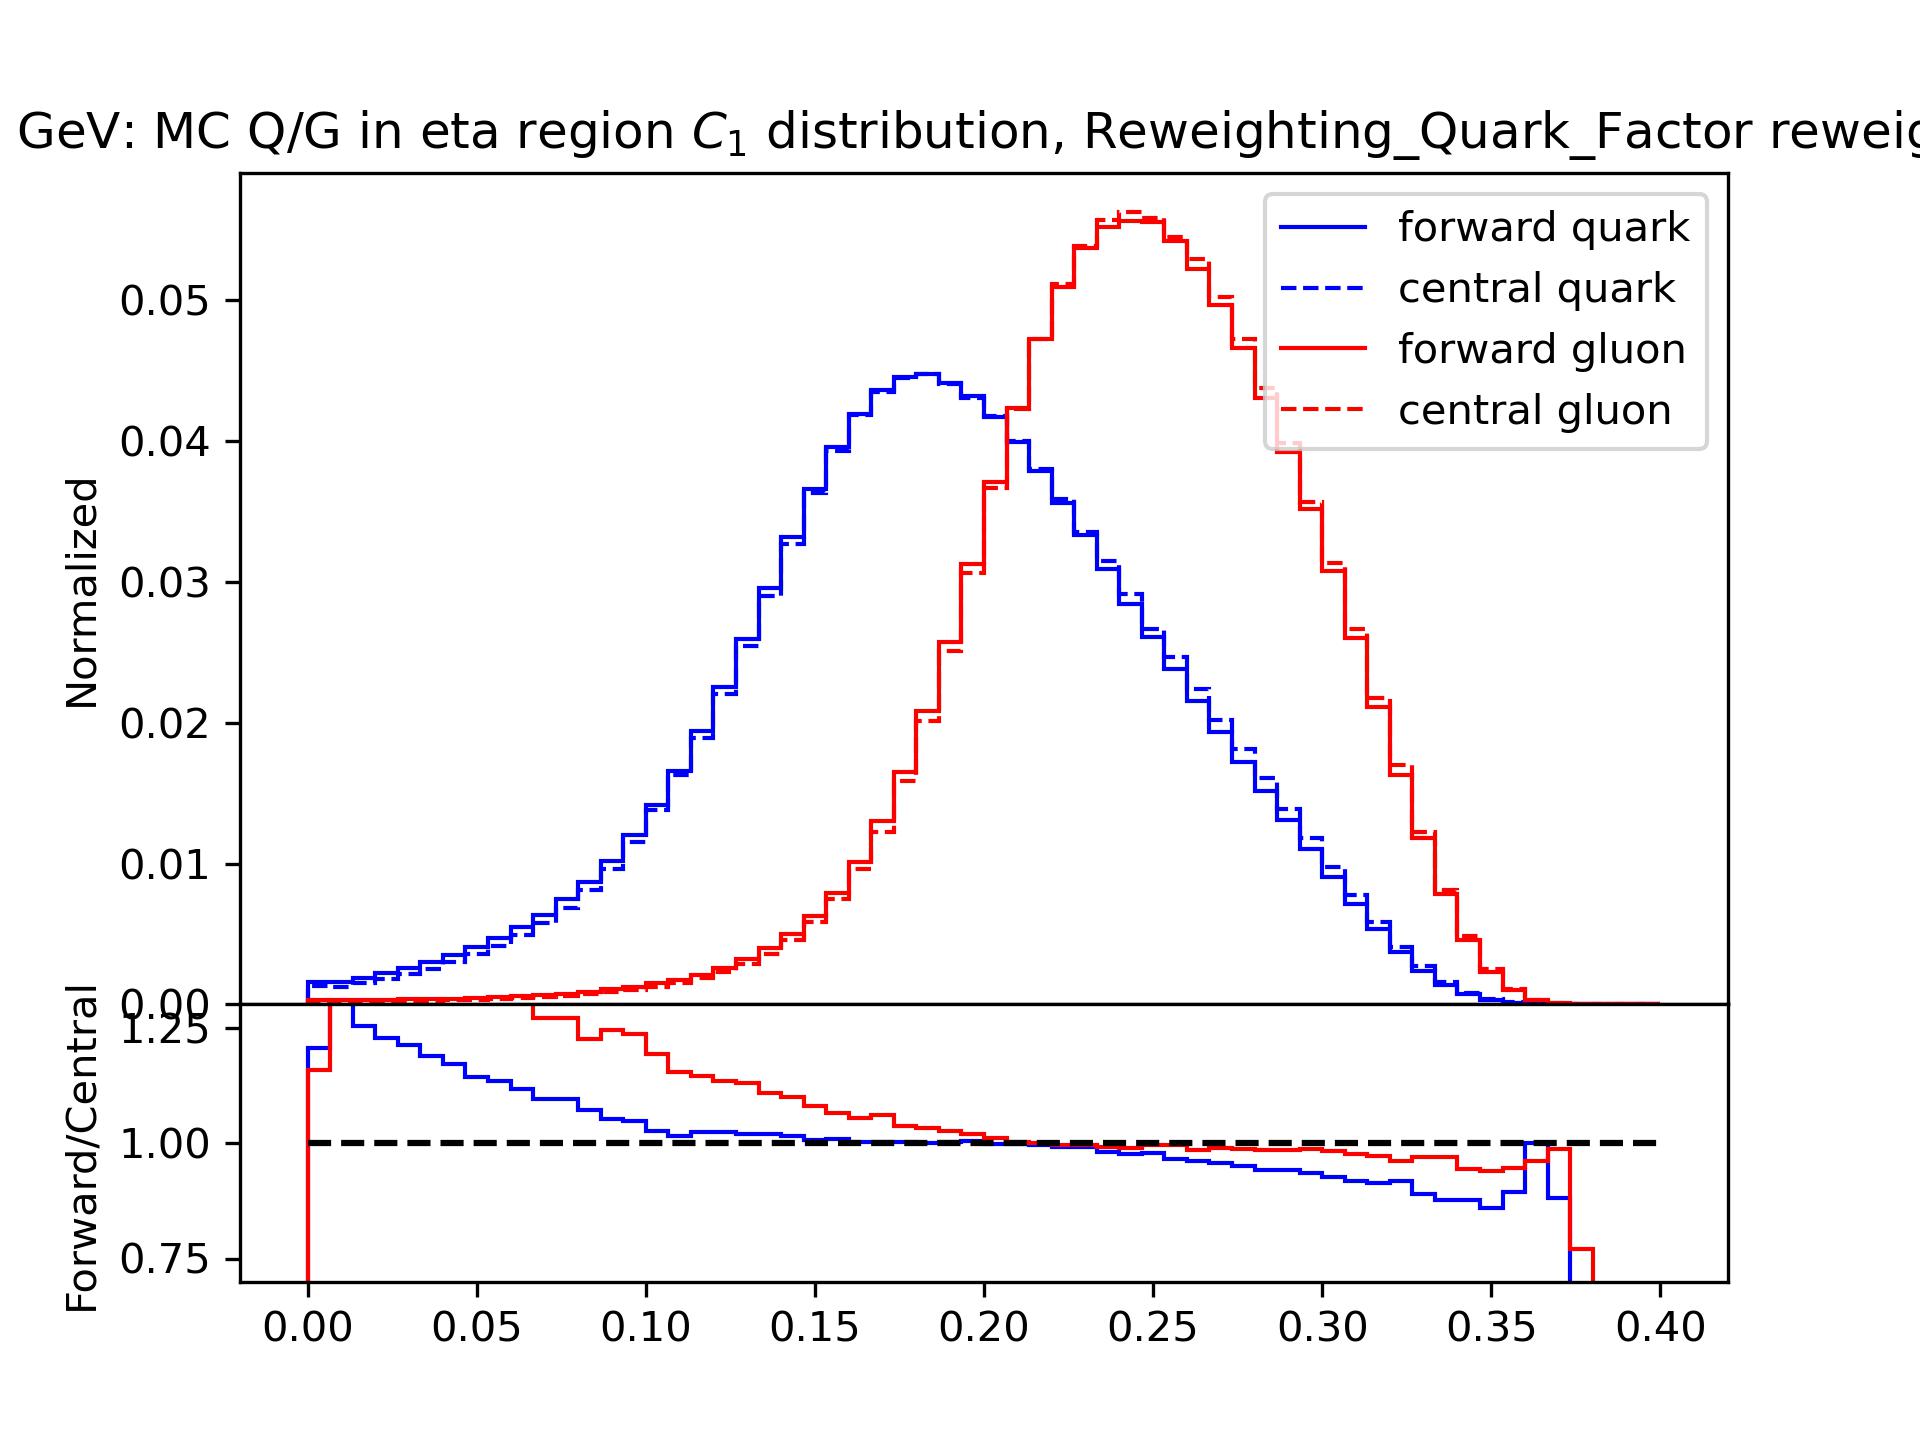 GeV: MC Q/G in eta region C1 distribution, Reweighting_Quark_Factor reweig
forward quark
central quark
forward gluon
central gluon
Normalized
0.05
0.04
0.03
0.02
0.01
0.00
Forward/Central
1.25
1.00
0.75
0.00 0.05 0.10 0.15 0.20 0.25 0.30 0.35 0.40